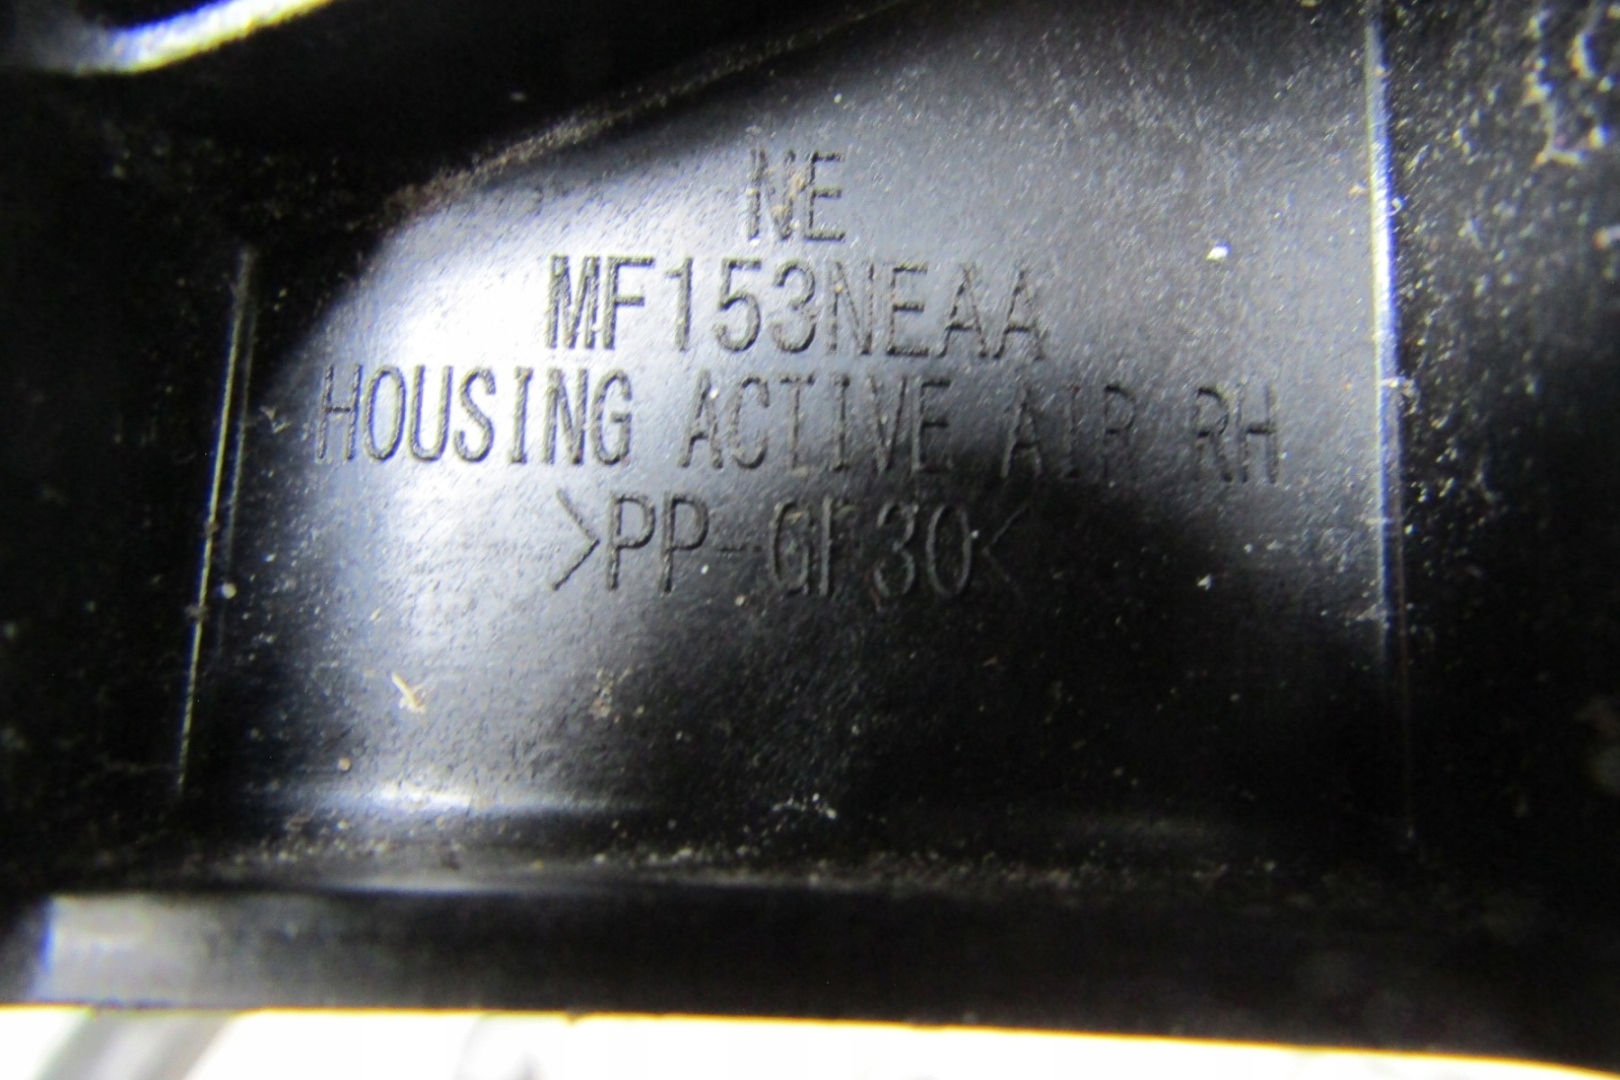 NE
MF153NEAA
HOUSING ACTIVE AIR RH
>PP-GF30<